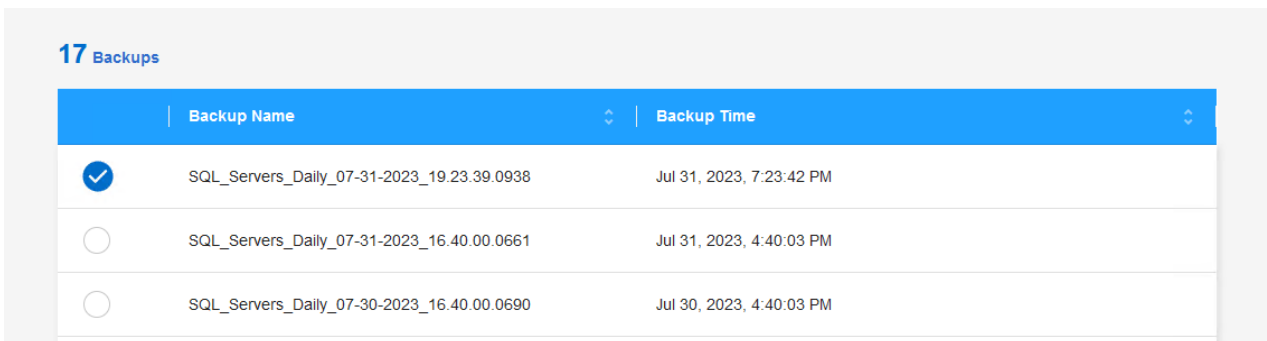 17 Backups
Backup Name Backup Time
SQL_Servers_Daily_07-31-2023_19.23.39.0938 Jul 31, 2023, 7:23:42 PM
SQL_Servers_Daily_07-31-2023_16.40.00.0661 Jul 31, 2023, 4:40:03 PM
SQL_Servers_Daily_07-30-2023_16.40.00.0690 Jul 30, 2023, 4:40:03 PM